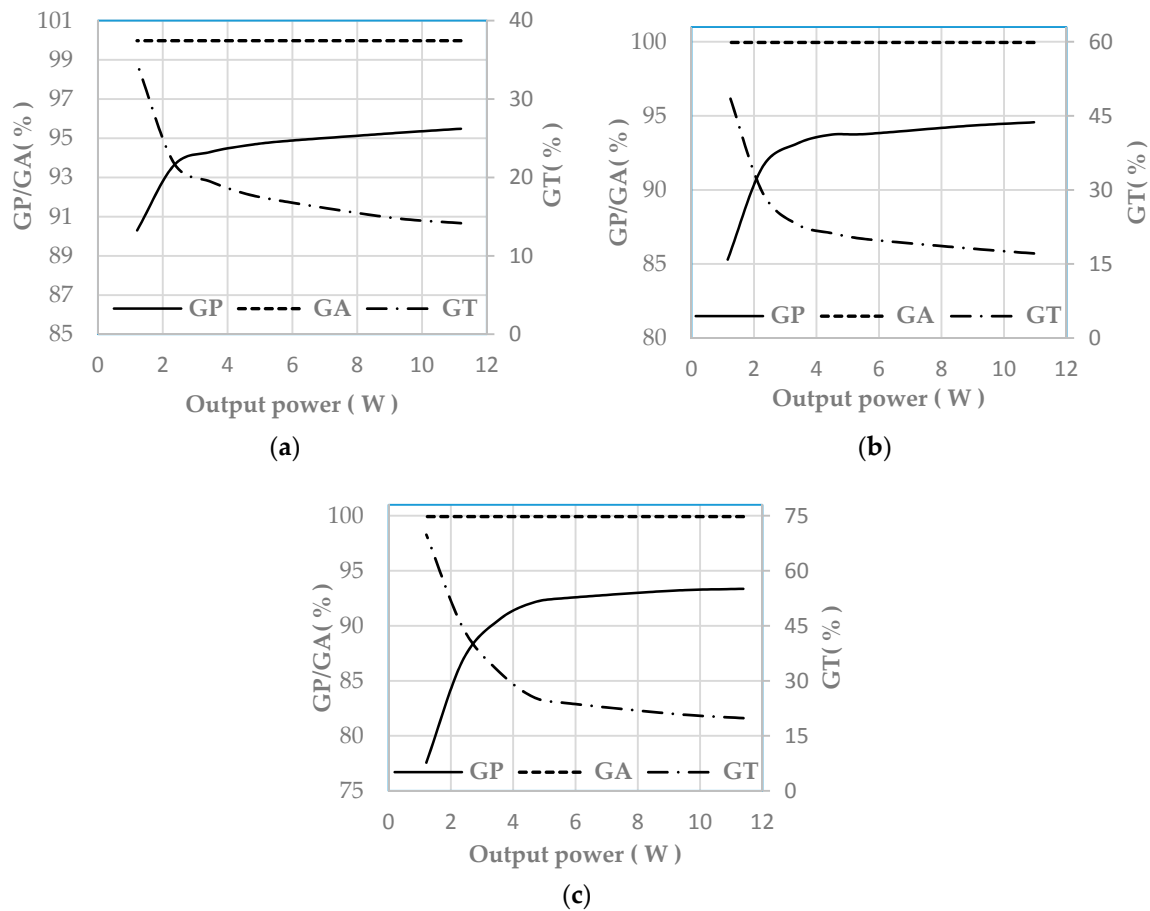 101
99
97
95
93
91
89
87
85
GP/GA( % )
40
30
20
10
0
GT( % )
GP GA GT
0 2 4 6 8 10 12
Output power ( W )
(a)
100
95
90
85
80
GP/GA( % )
60
45
30
15
0
GT( % )
GP GA GT
0 2 4 6 8 10 12
Output power ( W )
(b)
100
95
90
85
80
75
GP/GA( % )
75
60
45
30
15
0
GT( % )
GP GA GT
0 2 4 6 8 10 12
Output power ( W )
(c)